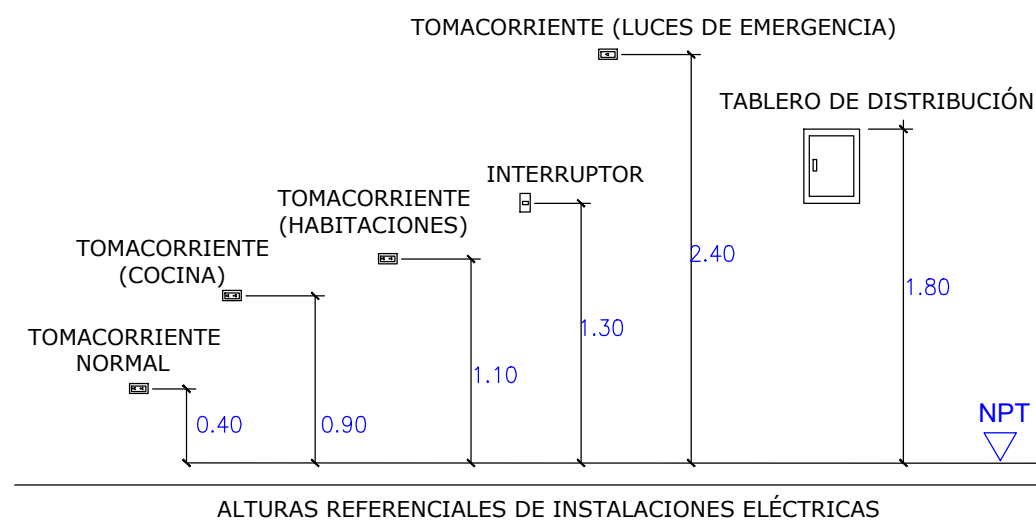 TOMACORRIENTE (LUCES DE EMERGENCIA)
TABLERO DE DISTRIBUCIÓN
INTERRUPTOR
TOMACORRIENTE
(HABITACIONES)
TOMACORRIENTE
(COCINA)
TOMACORRIENTE
NORMAL
2.40
1.80
1.30
1.10
0.40
0.90
NPT
ALTURAS REFERENCIALES DE INSTALACIONES ELÉCTRICAS